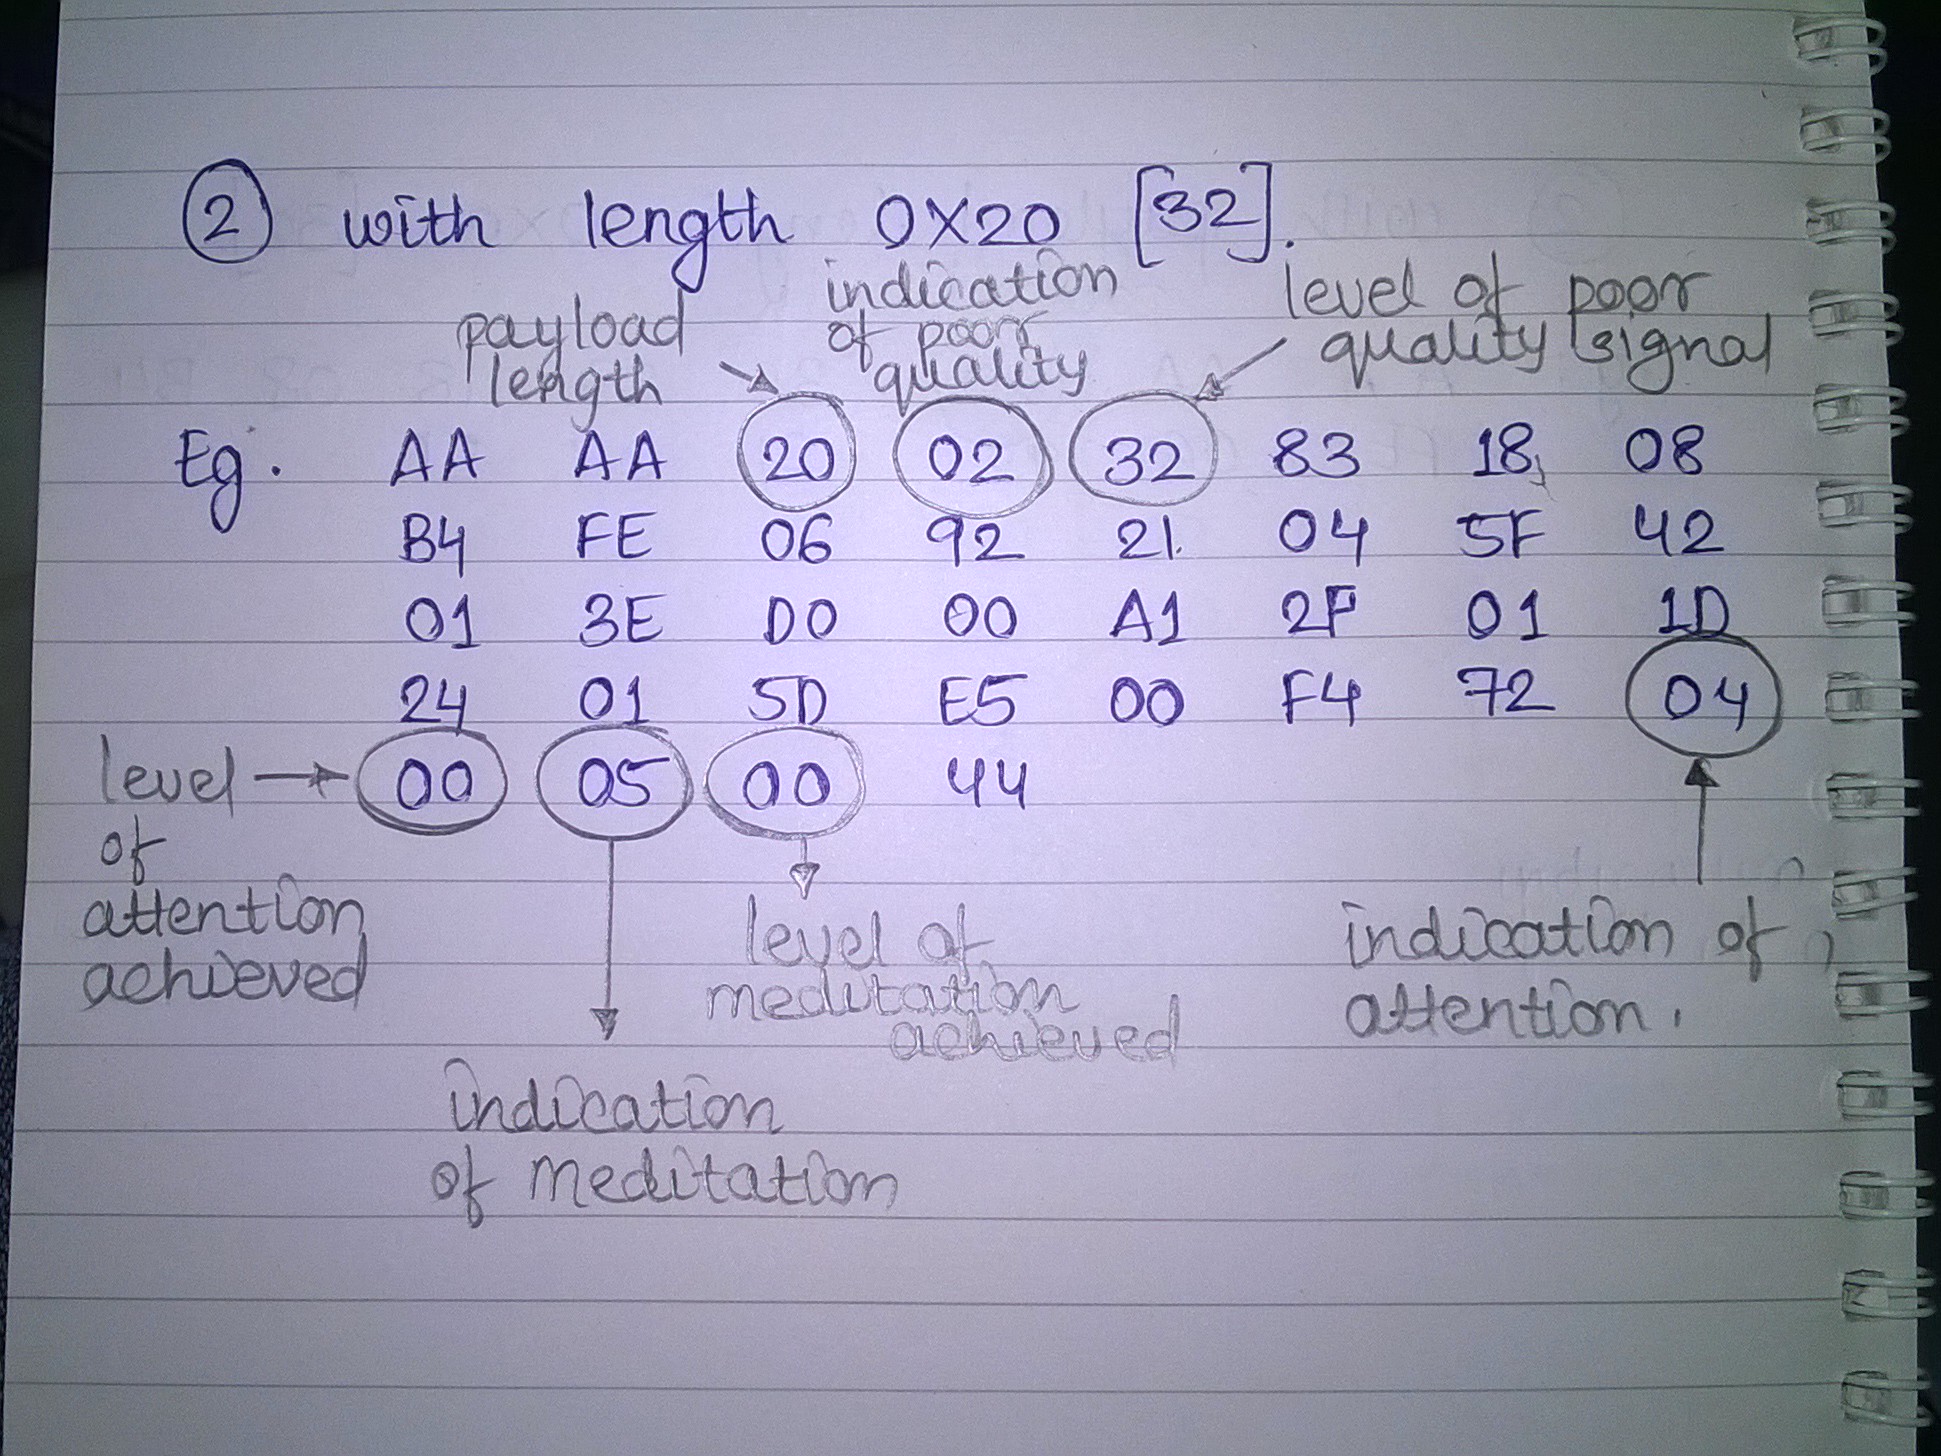 2 with length 0X20 [32].
payload length
indication of poor quality
level of poor quality signal
Eg. AA AA 20 02 32 83 18 08
B4 FE 06 92 21 04 5F 42
01 3E D0 00 A1 2F 01 1D
24 01 5D E5 00 F4 72 04
00 05 00 44
level
of
attention
achieved
level of
meditation
achieved
indication of
attention.
indication
of meditation